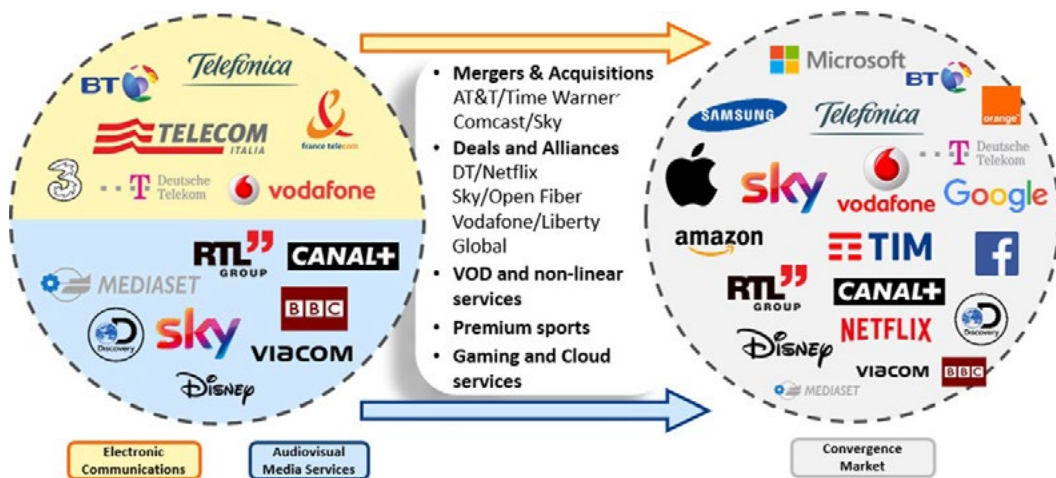 BT
Telefónica
TELECOM
ITALIA
france telecom
3
T
Deutsche
Telekom
vodafone
RTL
GROUP
CANAL+
MEDIASET
BBC
Discovery
sky
VIACOM
Disney
Mergers & Acquisitions
AT&T/Time Warner
Comcast/Sky
Deals and Alliances
DT/Netflix
Sky/Open Fiber
Vodafone/Liberty
Global
VOD and non-linear
services
Premium sports
Gaming and Cloud
services
Microsoft
BT
SAMSUNG
Telefónica
orange
T
Deutsche
Telekom
sky
vodafone
Google
amazon
TIM
f
RTL
GROUP
CANAL+
Disney
NETFLIX
Discovery
VIACOM
BBC
MEDIASET
Electronic
Communications
Audiovisual
Media Services
Convergence
Market